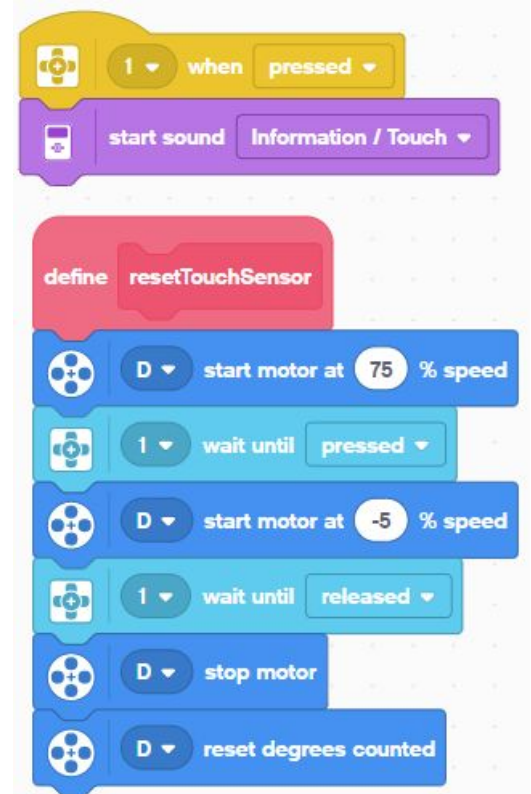 1 when pressed
start sound Information / Touch
define resetTouchSensor
D start motor at 75 % speed
1 wait until pressed
D start motor at -5 % speed
1 wait until released
D stop motor
D reset degrees counted